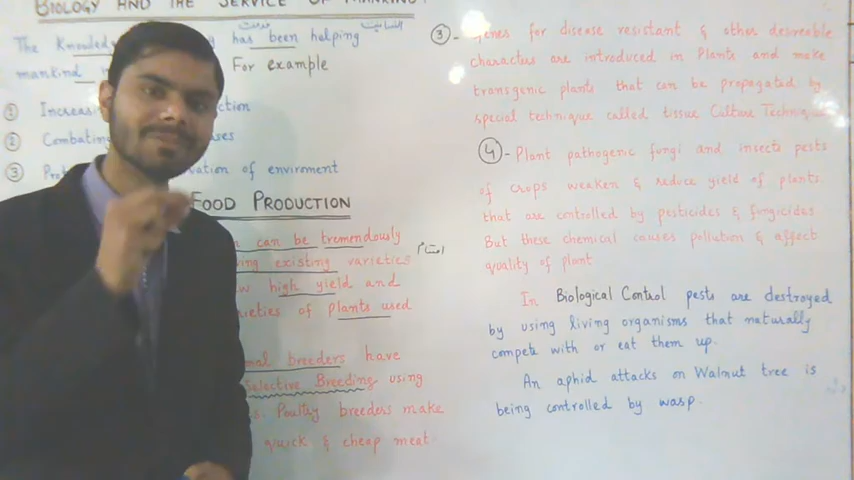 BIOLOGY AND THE SERVICE OF MANKIND:
خدمت انسانیت
The Knowled has been helping
mankind For example
① Increasi ction
② Combating ses
③ Pro vation of enviroment
FOOD PRODUCTION
can be tremendously
ving existing varieties
w high yield and
rieties of plants used
mal breeders have
Selective Breeding using
s. Poultry breeders make
quick & cheap meat
③ - Genes for disease resistant & other desireable
characters are introduced in Plants and make
transgenic plants that can be propagated by
special technique called tissue Culture Technique
④ - Plant pathogenic fungi and insects pests
of crops weaken & reduce yield of plants.
that are controlled by pesticides & fungicides.
But these chemical causes pollution & affect
quality of plant
In Biological Control pests are destroyed
by using living organisms that naturally
compete with or eat them up.
An aphid attacks on Walnut tree is
being controlled by wasp.